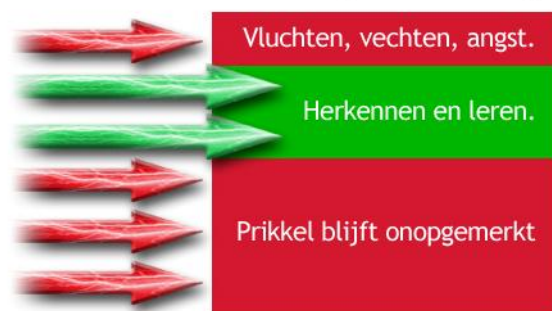 Vluchten, vechten, angst.
Herkennen en leren.
Prikkel blijft onopgemerkt